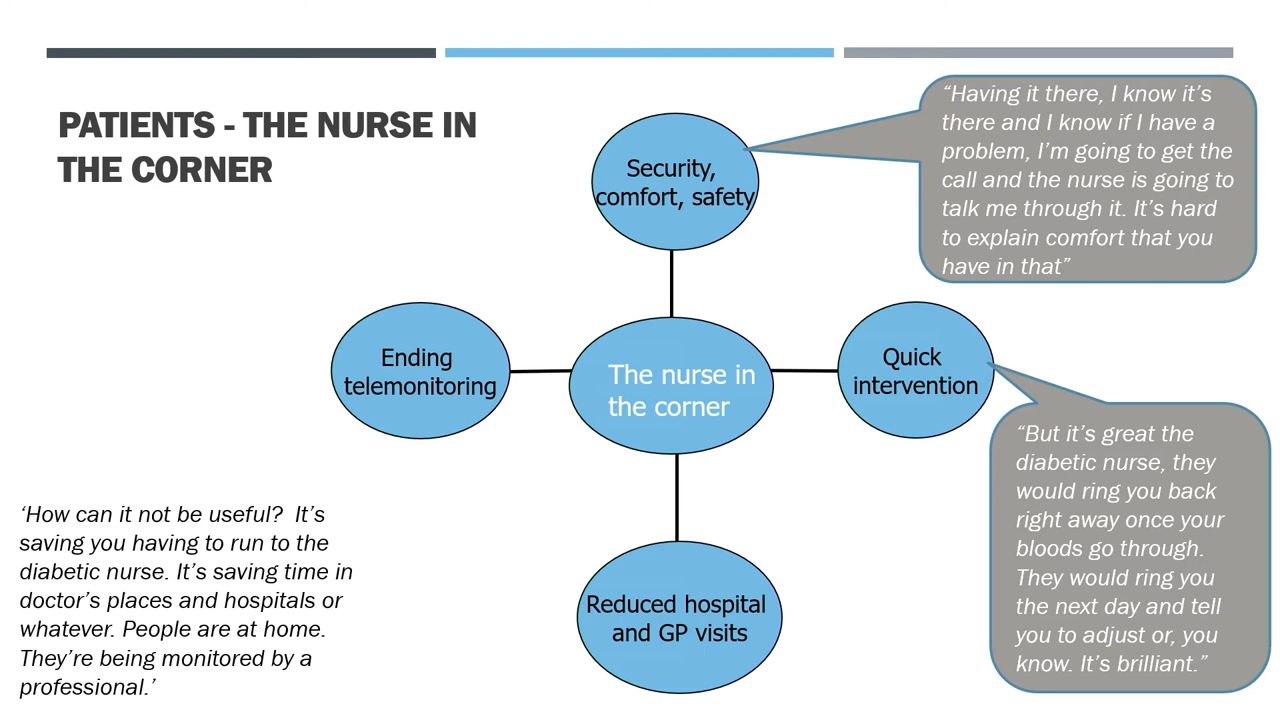 PATIENTS - THE NURSE IN
THE CORNER
“Having it there, I know it’s
there and I know if I have a
problem, I’m going to get the
call and the nurse is going to
talk me through it. It’s hard
to explain comfort that you
have in that”
Security,
comfort, safety
Ending
telemonitoring
The nurse in
the corner
Quick
intervention
“But it’s great the
diabetic nurse, they
would ring you back
right away once your
bloods go through.
They would ring you
the next day and tell
you to adjust or, you
know. It’s brilliant.”
Reduced hospital
and GP visits
‘How can it not be useful?  It’s
saving you having to run to the
diabetic nurse. It’s saving time in
doctor’s places and hospitals or
whatever. People are at home.
They’re being monitored by a
professional.’